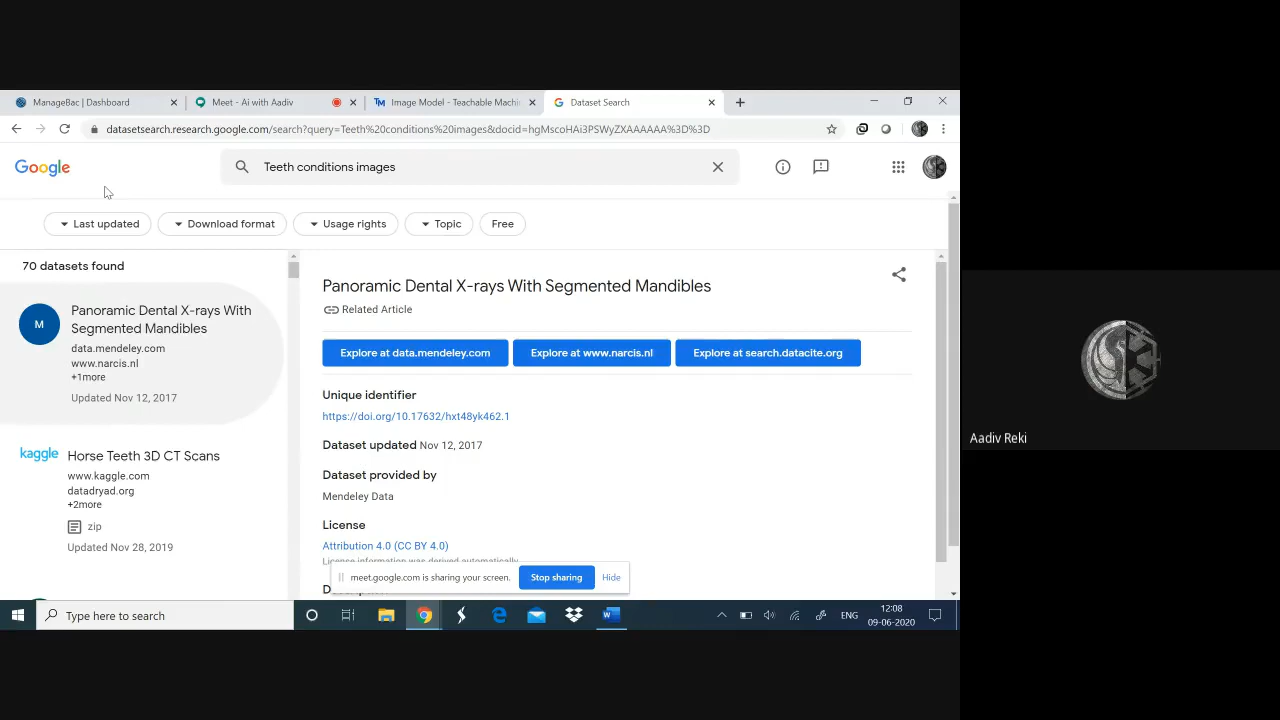 ManageBac | Dashboard
Meet - Ai with Aadiv
Image Model - Teachable Machin
Dataset Search
datasetsearch.research.google.com/search?query=Teeth%20conditions%20images&docid=hgMscoHAi3PSWyZXAAAAAA%3D%3D
Google
Teeth conditions images
Last updated
Download format
Usage rights
Topic
Free
70 datasets found
M
Panoramic Dental X-rays With
Segmented Mandibles
data.mendeley.com
www.narcis.nl
+1more
Updated Nov 12, 2017
kaggle
Horse Teeth 3D CT Scans
www.kaggle.com
datadryad.org
+2more
zip
Updated Nov 28, 2019
Panoramic Dental X-rays With Segmented Mandibles
Related Article
Explore at data.mendeley.com
Explore at www.narcis.nl
Explore at search.datacite.org
Unique identifier
https://doi.org/10.17632/hxt48yk462.1
Dataset updated Nov 12, 2017
Dataset provided by
Mendeley Data
License
Attribution 4.0 (CC BY 4.0)
License information was derived automatically
meet.google.com is sharing your screen.
Stop sharing
Hide
Type here to search
ENG
12:08
09-06-2020
Aadiv Reki